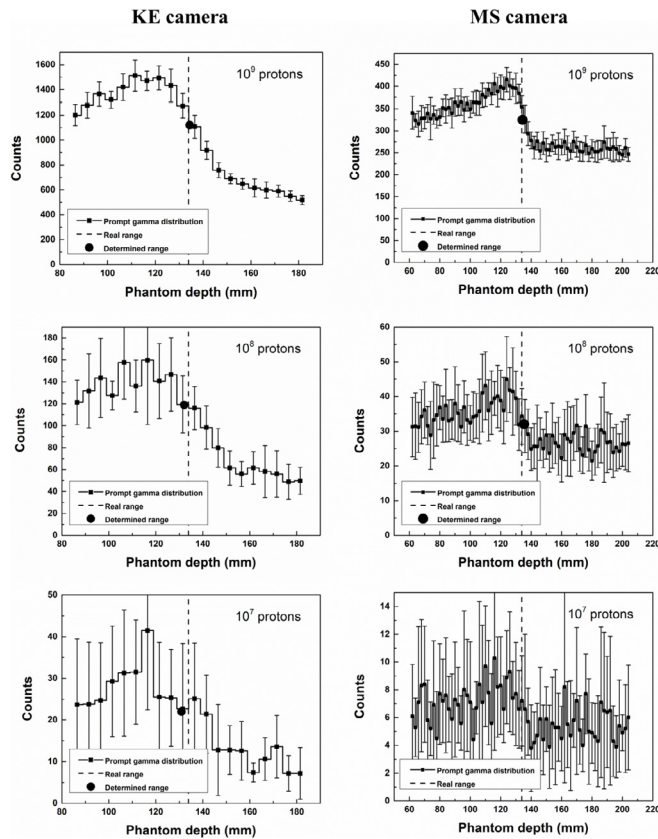 KE camera
MS camera
10⁹ protons
1600
1400
1200
1000
800
600
400
200
0
Counts
Prompt gamma distribution
Real range
Determined range
80 100 120 140 160 180
Phantom depth (mm)
10⁹ protons
450
400
350
300
250
200
150
100
50
0
Counts
Prompt gamma distribution
Real range
Determined range
60 80 100 120 140 160 180 200 220
Phantom depth (mm)
10⁸ protons
180
160
140
120
100
80
60
40
20
0
Counts
Prompt gamma distribution
Real range
Determined range
80 100 120 140 160 180
Phantom depth (mm)
10⁸ protons
60
50
40
30
20
10
0
Counts
Prompt gamma distribution
Real range
Determined range
60 80 100 120 140 160 180 200 220
Phantom depth (mm)
10⁷ protons
50
40
30
20
10
0
Counts
Prompt gamma distribution
Real range
Determined range
80 100 120 140 160 180
Phantom depth (mm)
10⁷ protons
14
12
10
8
6
4
2
0
Counts
Prompt gamma distribution
Real range
60 80 100 120 140 160 180 200 220
Phantom depth (mm)